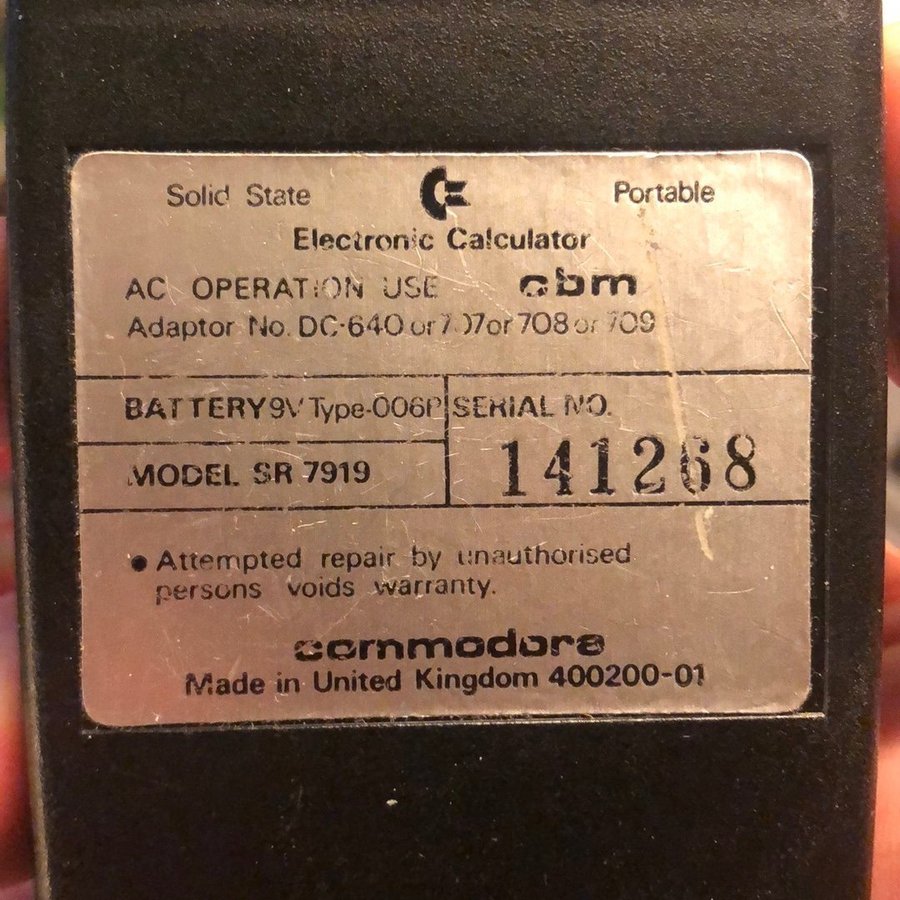 Solid State Portable
Electronic Calculator
AC OPERATION USE cbm
Adaptor No. DC-640 or 707 or 708 or 709
BATTERY 9V Type-006P
SERIAL NO.
MODEL SR 7919
141268
• Attempted repair by unauthorised
persons voids warranty.
commodore
Made in United Kingdom 400200-01